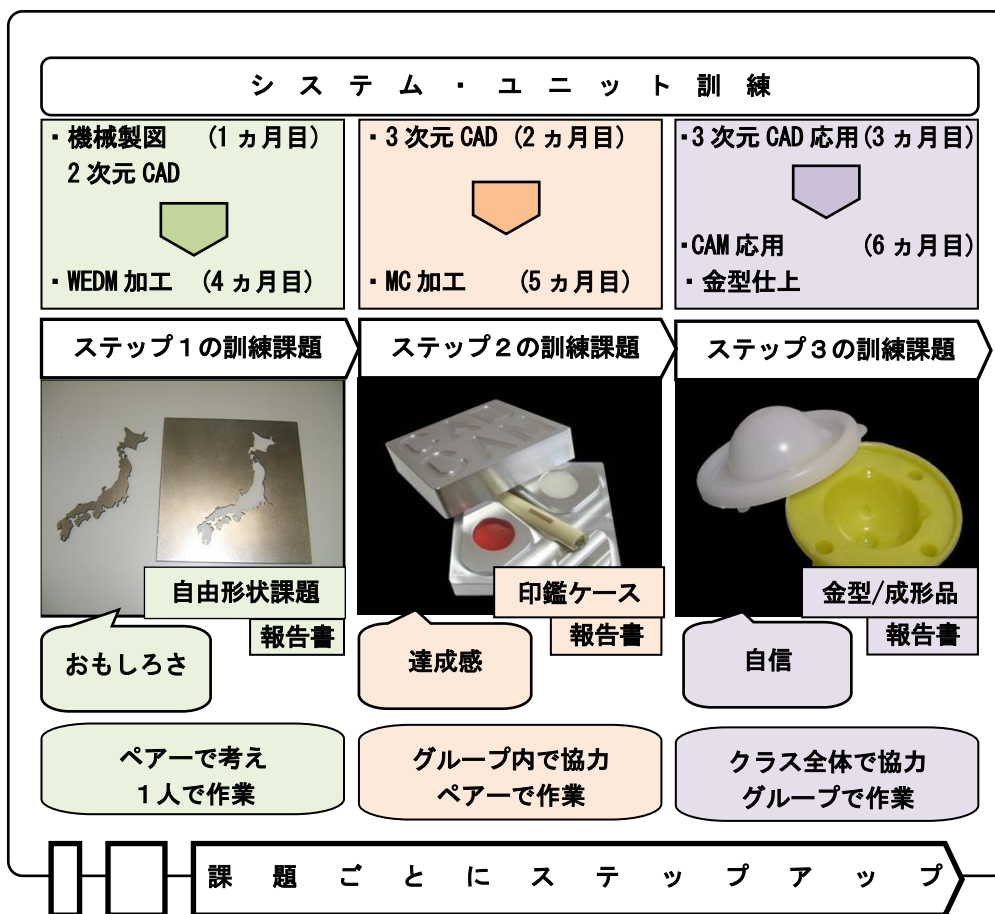 システム・ユニット訓練
・機械製図 (1ヵ月目)
2次元CAD
・WEDM加工 (4ヵ月目)
・3次元CAD (2ヵ月目)
・MC加工 (5ヵ月目)
・3次元CAD応用(3ヵ月目)
・CAM応用 (6ヵ月目)
・金型仕上
ステップ1の訓練課題
ステップ2の訓練課題
ステップ3の訓練課題
CAD
CAM
自由形状課題
報告書
おもしろさ
印鑑ケース
報告書
達成感
金型/成形品
報告書
自信
ペアーで考え
1人で作業
グループ内で協力
ペアーで作業
クラス全体で協力
グループで作業
課題ごとにステップアップ